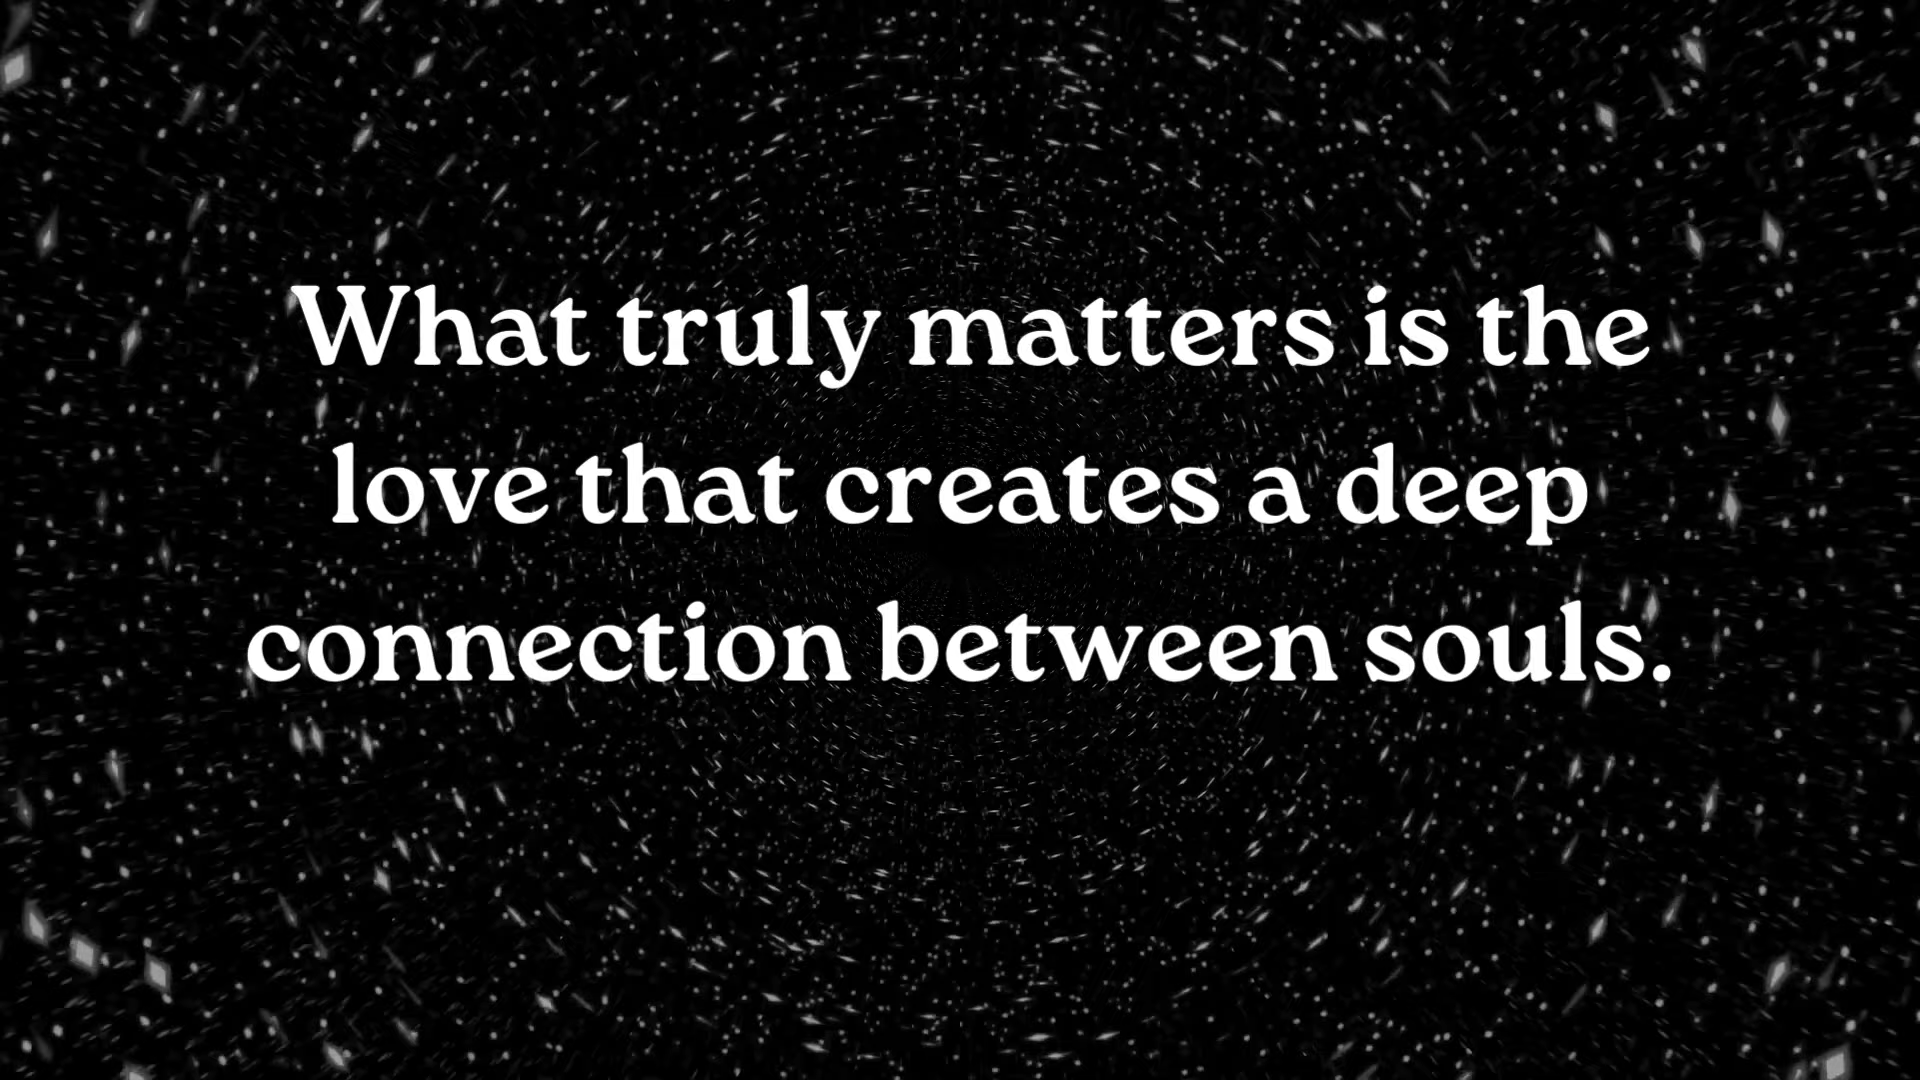 What truly matters is the
love that creates a deep
connection between souls.